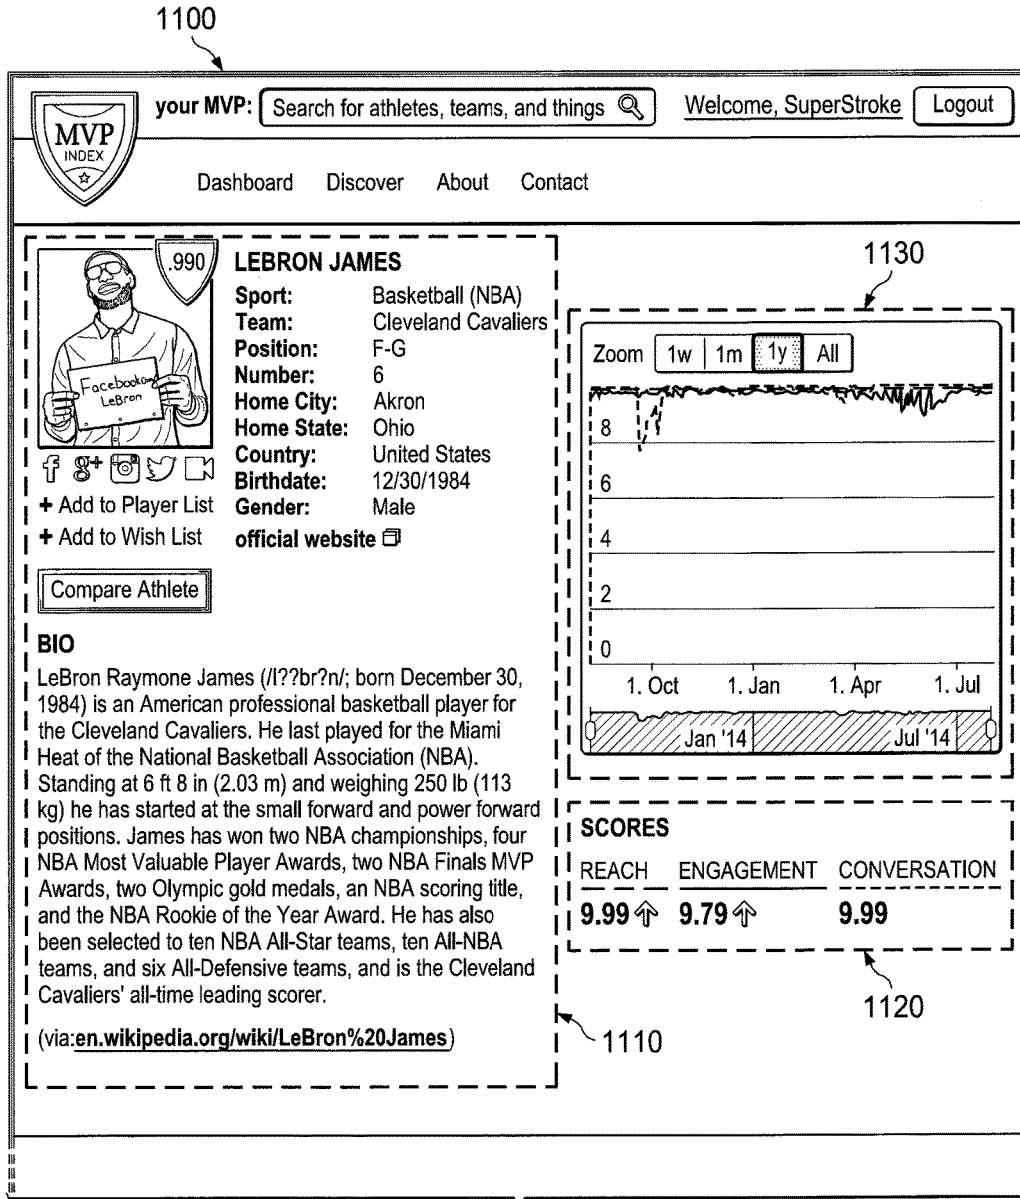 1100
your MVP: Search for athletes, teams, and things Welcome, SuperStroke Logout
MVP
INDEX
Dashboard Discover About Contact
.990
Facebook.com/
LeBron
+ Add to Player List
+ Add to Wish List
Compare Athlete
LEBRON JAMES
Sport: Basketball (NBA)
Team: Cleveland Cavaliers
Position: F-G
Number: 6
Home City: Akron
Home State: Ohio
Country: United States
Birthdate: 12/30/1984
Gender: Male
official website
BIO
LeBron Raymone James (/l??br?n/; born December 30,
1984) is an American professional basketball player for
the Cleveland Cavaliers. He last played for the Miami
Heat of the National Basketball Association (NBA).
Standing at 6 ft 8 in (2.03 m) and weighing 250 lb (113
kg) he has started at the small forward and power forward
positions. James has won two NBA championships, four
NBA Most Valuable Player Awards, two NBA Finals MVP
Awards, two Olympic gold medals, an NBA scoring title,
and the NBA Rookie of the Year Award. He has also
been selected to ten NBA All-Star teams, ten All-NBA
teams, and six All-Defensive teams, and is the Cleveland
Cavaliers' all-time leading scorer.
(via:en.wikipedia.org/wiki/LeBron%20James)
1110
1130
Zoom 1w 1m 1y All
8
6
4
2
0
1. Oct 1. Jan 1. Apr 1. Jul
Jan '14 Jul '14
SCORES
REACH ENGAGEMENT CONVERSATION
9.99 9.79 9.99
1120